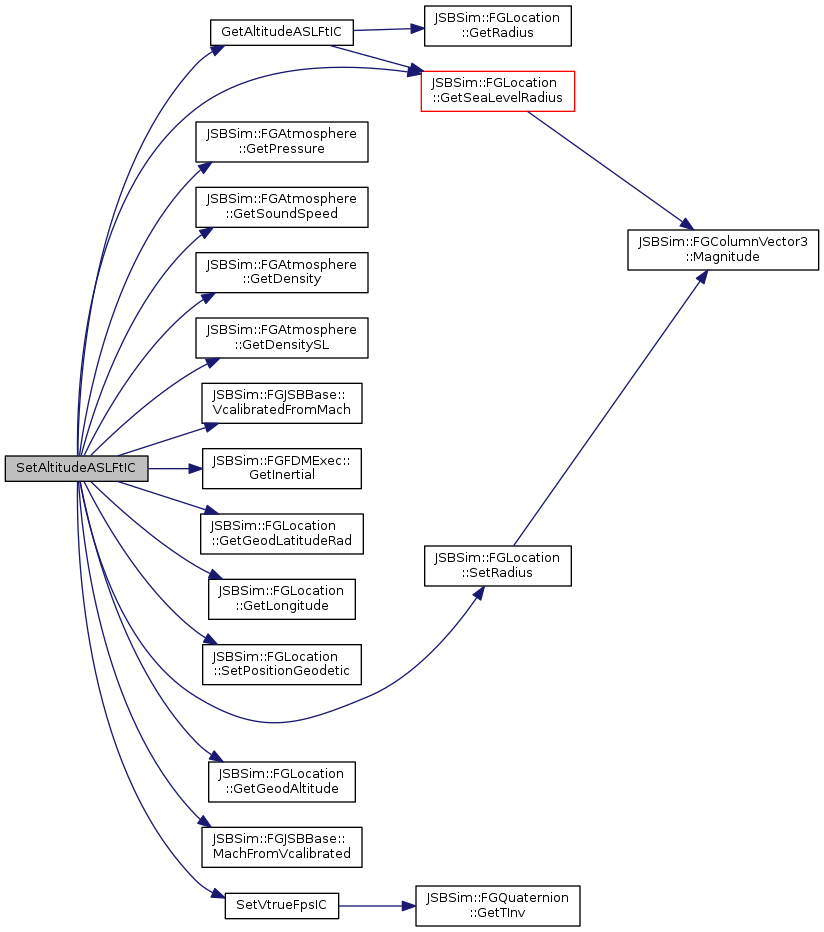 GetAltitudeASLFtIC
JSBSim::FGLocation
::GetRadius
JSBSim::FGLocation
::GetSeaLevelRadius
JSBSim::FGAtmosphere
::GetPressure
JSBSim::FGAtmosphere
::GetSoundSpeed
JSBSim::FGColumnVector3
::Magnitude
JSBSim::FGAtmosphere
::GetDensity
JSBSim::FGAtmosphere
::GetDensitySL
JSBSim::FGJSBBase::
VcalibratedFromMach
SetAltitudeASLFtIC
JSBSim::FGFDMExec::
GetInertial
JSBSim::FGLocation
::GetGeodLatitudeRad
JSBSim::FGLocation
::SetRadius
JSBSim::FGLocation
::GetLongitude
JSBSim::FGLocation
::SetPositionGeodetic
JSBSim::FGLocation
::GetGeodAltitude
JSBSim::FGJSBBase::
MachFromVcalibrated
SetVtrueFpsIC
JSBSim::FGQuaternion
::GetTInv